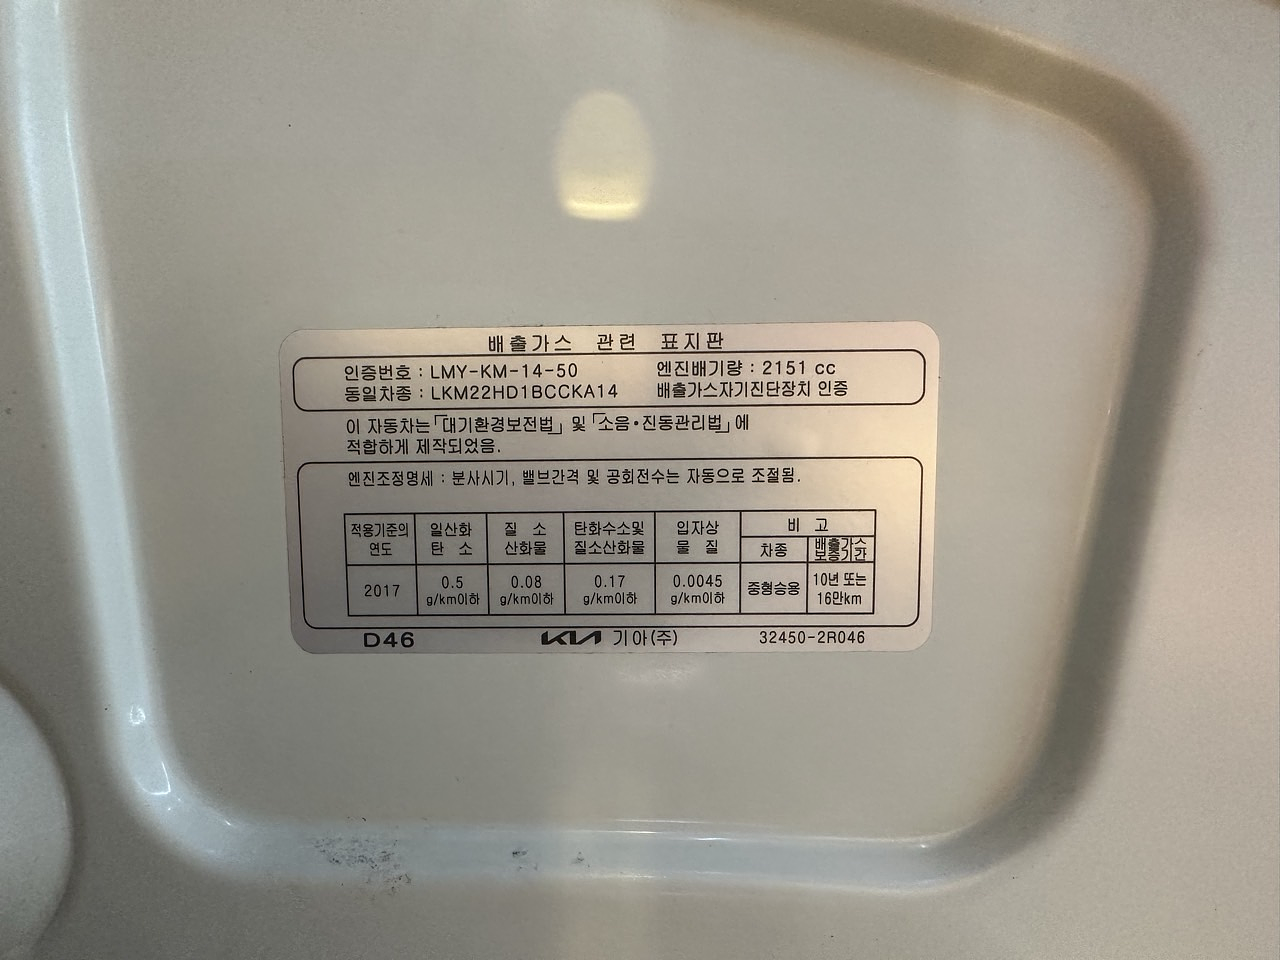 배출가스 관련 표지판
인증번호 : LMY-KM-14-50 엔진배기량 : 2151 cc
동일차종 : LKM22HD1BCCKA14 배출가스자기진단장치 인증
이 자동차는「대기환경보전법」및「소음·진동관리법」에
적합하게 제작되었음.
엔진조정명세 : 분사시기, 밸브간격 및 공회전수는 자동으로 조절됨.
적용기준의 연도 일산화 탄소 질소 산화물 탄화수소및 질소산화물 입자상 물질 비고
차종 배출가스 보증기간
2017 0.5 g/km이하 0.08 g/km이하 0.17 g/km이하 0.0045 g/km이하 중형승용 10년 또는 16만km
D46 KIA 기아(주) 32450-2R046